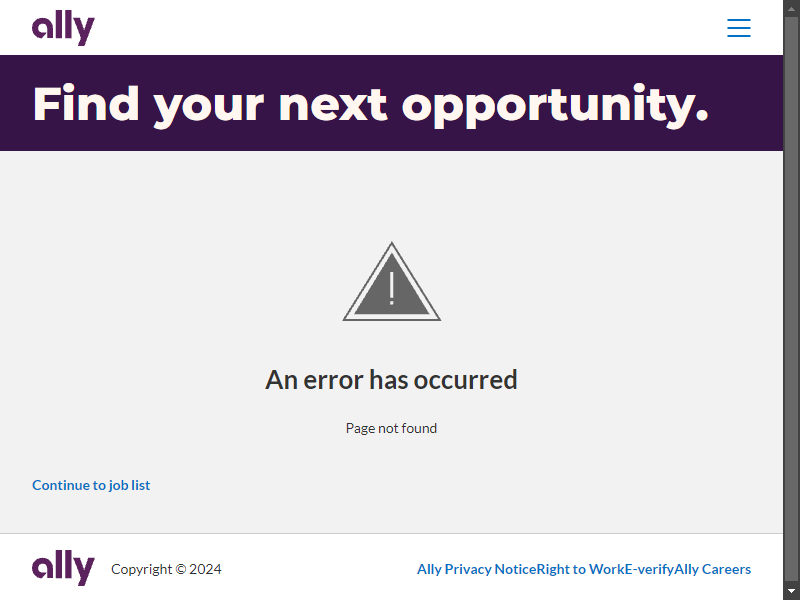 ally
Find your next opportunity.
!
An error has occurred
Page not found
Continue to job list
ally Copyright © 2024 Ally Privacy NoticeRight to WorkE-verifyAlly Careers